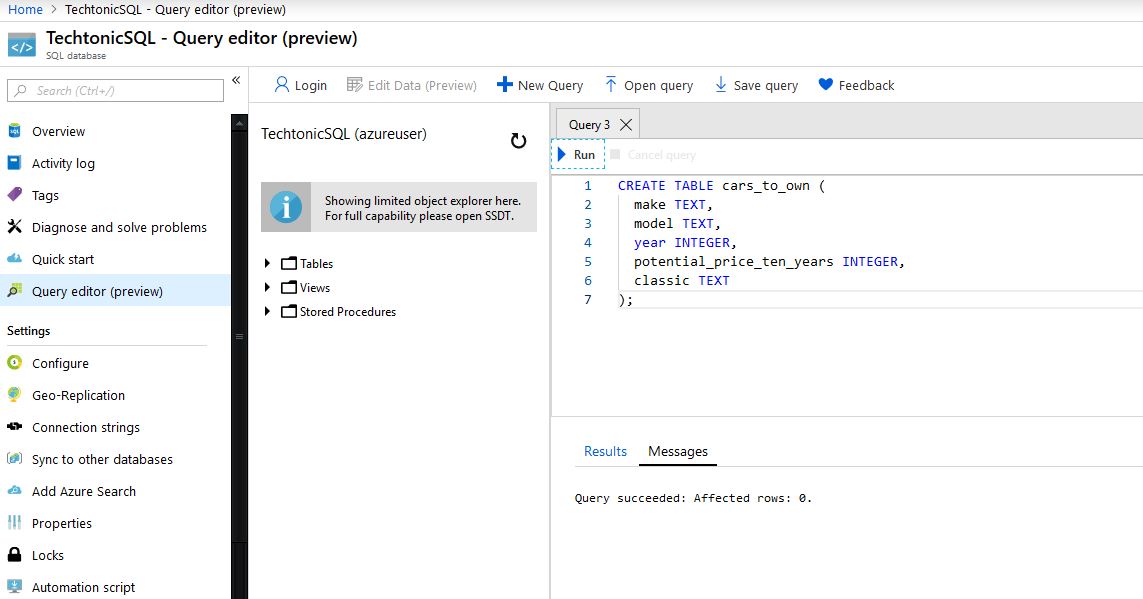 Home > TechtonicSQL - Query editor (preview)
TechtonicSQL - Query editor (preview)
SQL database
Search (Ctrl+/)
«
Overview
Activity log
Tags
Diagnose and solve problems
Quick start
Query editor (preview)
Settings
Configure
Geo-Replication
Connection strings
Sync to other databases
Add Azure Search
Properties
Locks
Automation script
Login Edit Data (Preview) New Query Open query Save query Feedback
TechtonicSQL (azureuser)
Showing limited object explorer here.
For full capability please open SSDT.
Tables
Views
Stored Procedures
Query 3
Run Cancel query
1 CREATE TABLE cars_to_own (
2 make TEXT,
3 model TEXT,
4 year INTEGER,
5 potential_price_ten_years INTEGER,
6 classic TEXT
7 );
Results Messages
Query succeeded: Affected rows: 0.